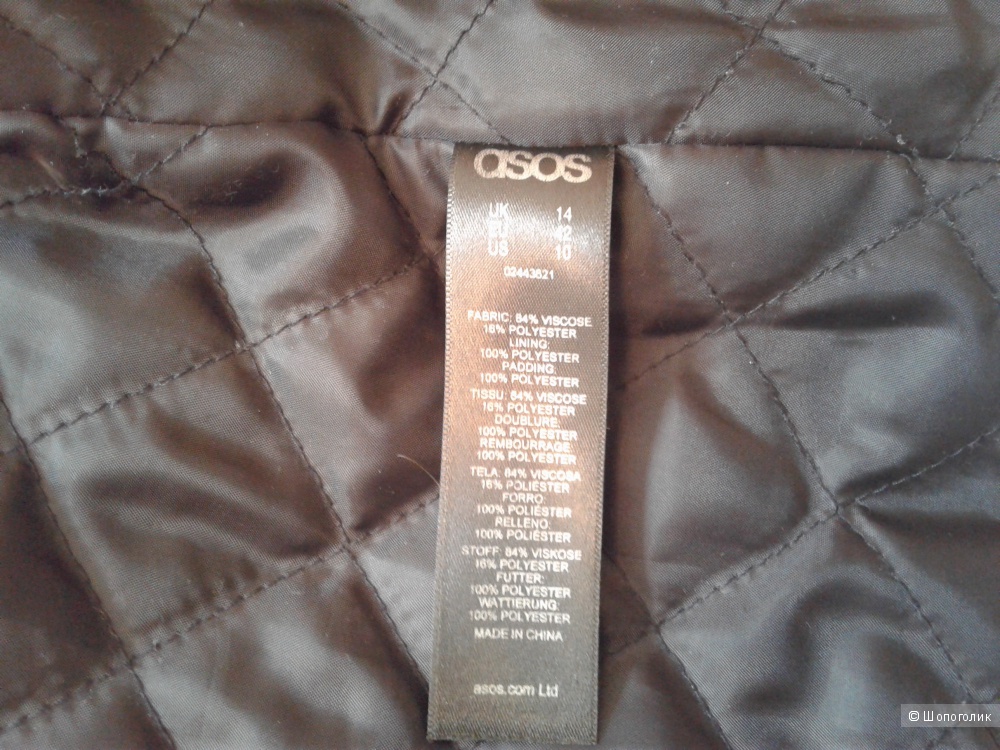 asos
UK 14
EU 42
US 10
02443621
FABRIC: 84% VISCOSE
16% POLYESTER
LINING:
100% POLYESTER
PADDING:
100% POLYESTER
TISSU: 84% VISCOSE
16% POLYESTER
DOUBLURE:
100% POLYESTER
REMBOURRAGE:
100% POLYESTER
TELA: 84% VISCOSA
16% POLIÉSTER
FORRO:
100% POLIÉSTER
RELLENO:
100% POLIÉSTER
STOFF: 84% VISKOSE
16% POLYESTER
FUTTER:
100% POLYESTER
WATTIERUNG:
100% POLYESTER
MADE IN CHINA
asos.com Ltd
© Шопоголик